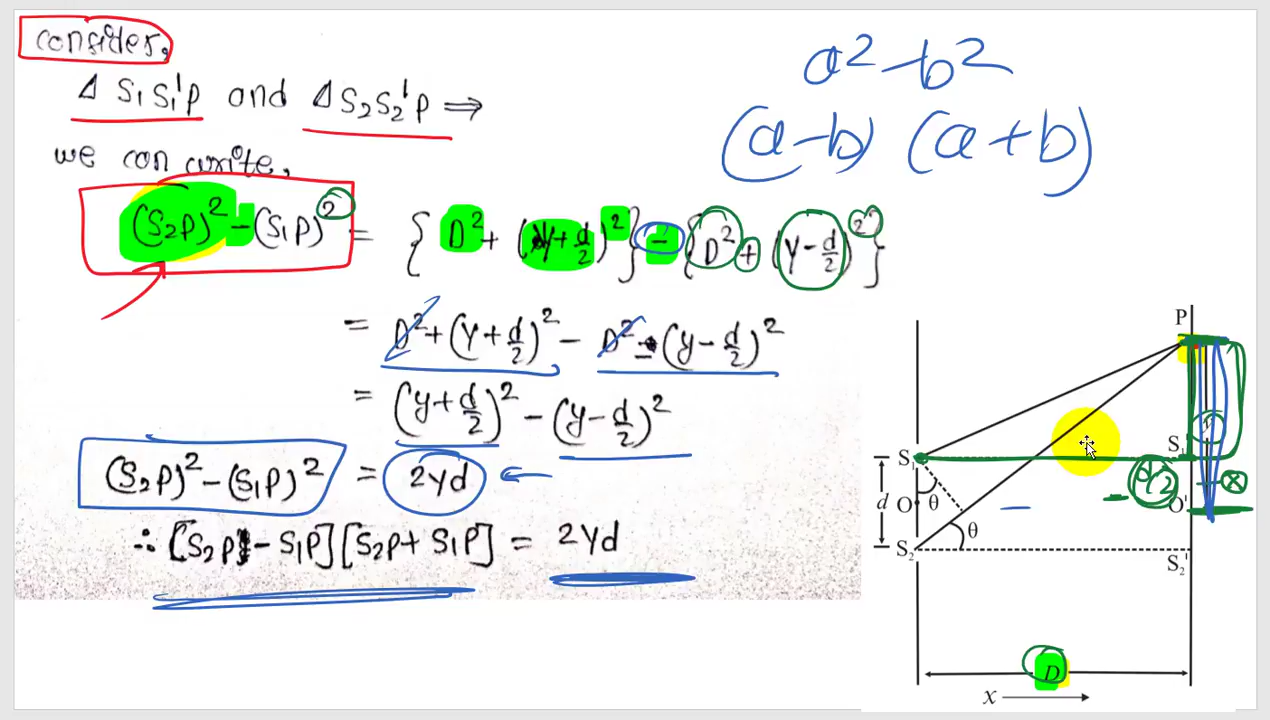 consider,
Δ S₁S₁'P and Δ S₂S₂'P ⇒
we can write,
(S₂P)² - (S₁P)² = {D² + (y + d/2)²} - {D² + (y - d/2)²}
= D² + (y + d/2)² - D² - (y - d/2)²
= (y + d/2)² - (y - d/2)²
(S₂P)² - (S₁P)² = 2yd
∴ [S₂P - S₁P][S₂P + S₁P] = 2yd
a² - b²
(a - b) (a + b)
P
S₁ S₁'
d/2
d O θ O'
θ
S₂ S₂'
D
x